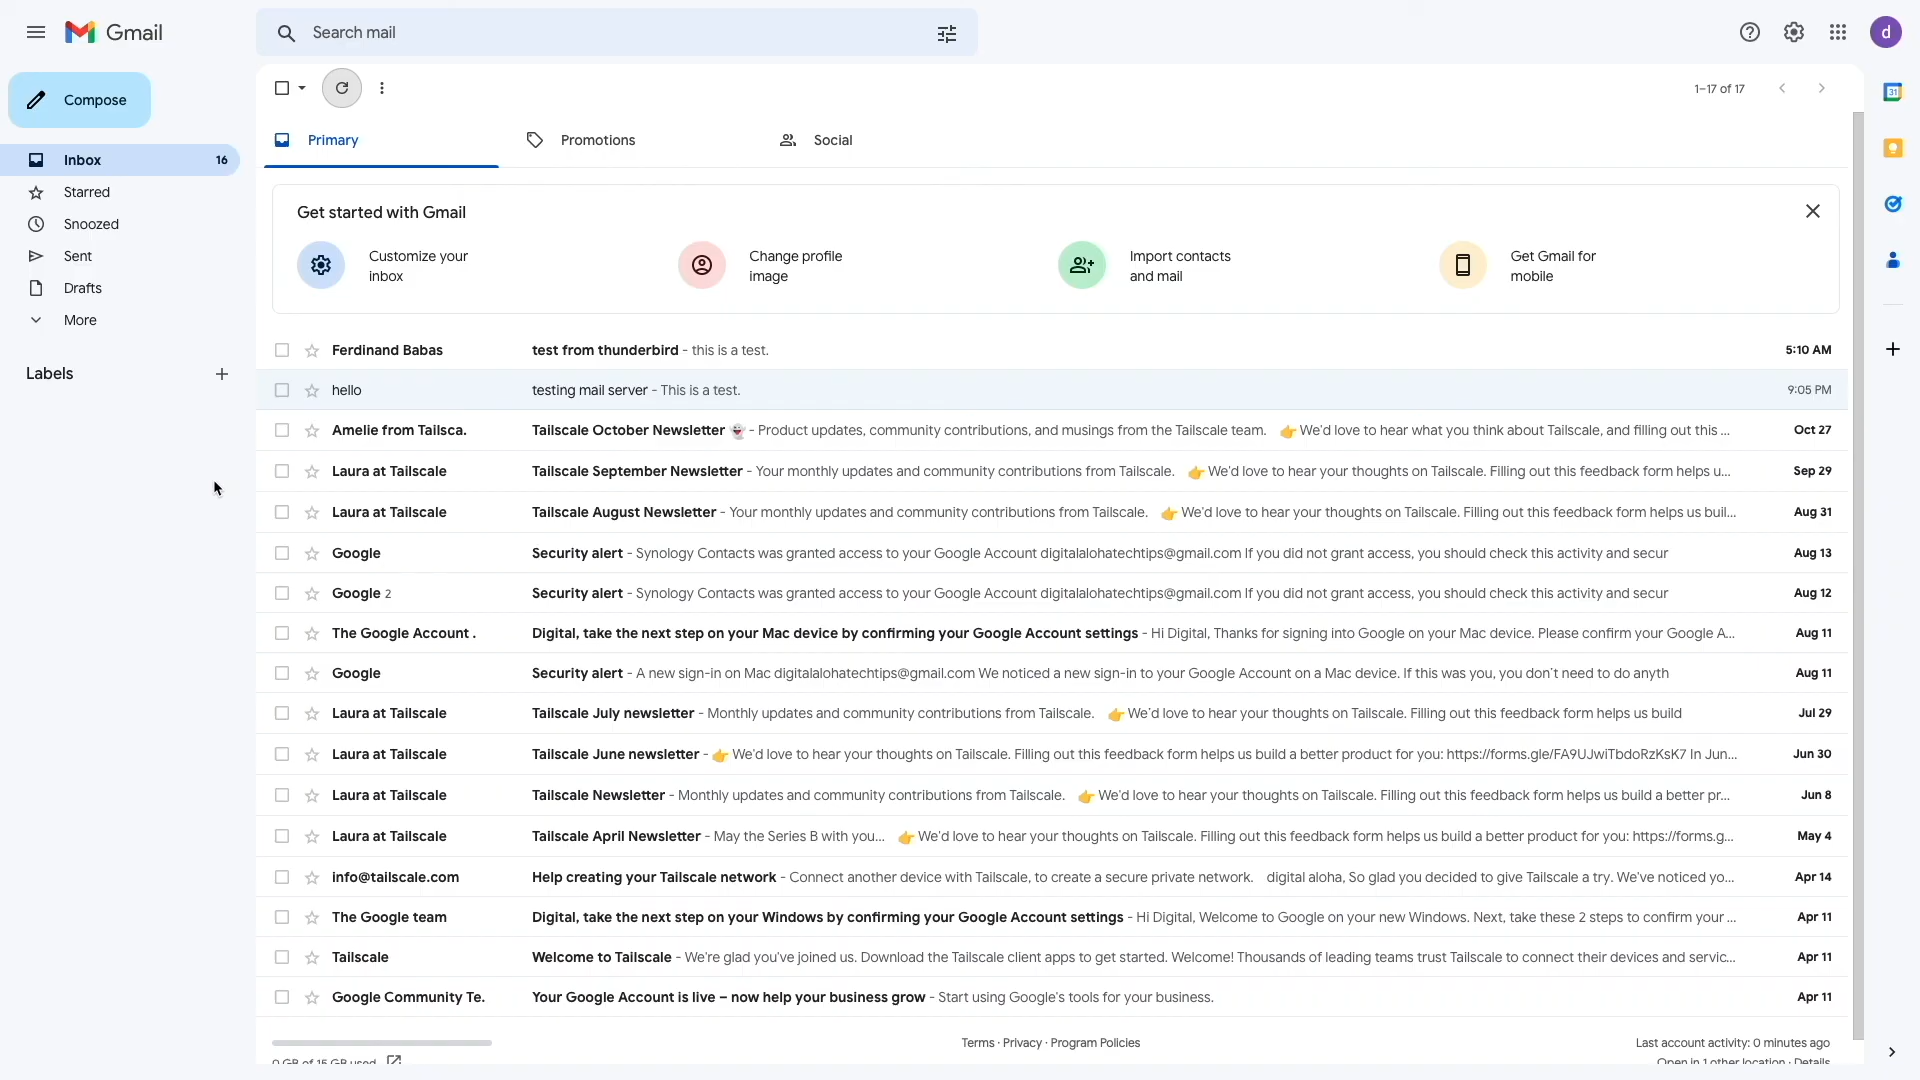 Gmail
Search mail
Compose
Inbox 16
Starred
Snoozed
Sent
Drafts
More
Labels
1–17 of 17
Primary
Promotions
Social
Get started with Gmail
Customize your
inbox
Change profile
image
Import contacts
and mail
Get Gmail for
mobile
Ferdinand Babas test from thunderbird - this is a test. 5:10 AM
hello testing mail server - This is a test. 9:05 PM
Amelie from Tailsca. Tailscale October Newsletter 👻 - Product updates, community contributions, and musings from the Tailscale team. 👉 We'd love to hear what you think about Tailscale, and filling out this ... Oct 27
Laura at Tailscale Tailscale September Newsletter - Your monthly updates and community contributions from Tailscale. 👉 We'd love to hear your thoughts on Tailscale. Filling out this feedback form helps u... Sep 29
Laura at Tailscale Tailscale August Newsletter - Your monthly updates and community contributions from Tailscale. 👉 We'd love to hear your thoughts on Tailscale. Filling out this feedback form helps us buil... Aug 31
Google Security alert - Synology Contacts was granted access to your Google Account digitalalohatechtips@gmail.com If you did not grant access, you should check this activity and secur Aug 13
Google 2 Security alert - Synology Contacts was granted access to your Google Account digitalalohatechtips@gmail.com If you did not grant access, you should check this activity and secur Aug 12
The Google Account . Digital, take the next step on your Mac device by confirming your Google Account settings - Hi Digital, Thanks for signing into Google on your Mac device. Please confirm your Google A... Aug 11
Google Security alert - A new sign-in on Mac digitalalohatechtips@gmail.com We noticed a new sign-in to your Google Account on a Mac device. If this was you, you don't need to do anyth Aug 11
Laura at Tailscale Tailscale July newsletter - Monthly updates and community contributions from Tailscale. 👉 We'd love to hear your thoughts on Tailscale. Filling out this feedback form helps us build Jul 29
Laura at Tailscale Tailscale June newsletter - 👉 We'd love to hear your thoughts on Tailscale. Filling out this feedback form helps us build a better product for you: https://forms.gle/FA9UJwiTbdoRzKsK7 In Jun... Jun 30
Laura at Tailscale Tailscale Newsletter - Monthly updates and community contributions from Tailscale. 👉 We'd love to hear your thoughts on Tailscale. Filling out this feedback form helps us build a better pr... Jun 8
Laura at Tailscale Tailscale April Newsletter - May the Series B with you... 👉 We'd love to hear your thoughts on Tailscale. Filling out this feedback form helps us build a better product for you: https://forms.g... May 4
info@tailscale.com Help creating your Tailscale network - Connect another device with Tailscale, to create a secure private network. digital aloha, So glad you decided to give Tailscale a try. We've noticed yo... Apr 14
The Google team Digital, take the next step on your Windows by confirming your Google Account settings - Hi Digital, Welcome to Google on your new Windows. Next, take these 2 steps to confirm your ... Apr 11
Tailscale Welcome to Tailscale - We're glad you've joined us. Download the Tailscale client apps to get started. Welcome! Thousands of leading teams trust Tailscale to connect their devices and servic... Apr 11
Google Community Te. Your Google Account is live – now help your business grow - Start using Google's tools for your business. Apr 11
Terms · Privacy · Program Policies
Last account activity: 0 minutes ago
0 GB of 15 GB used
Open in 1 other location · Details
d
31